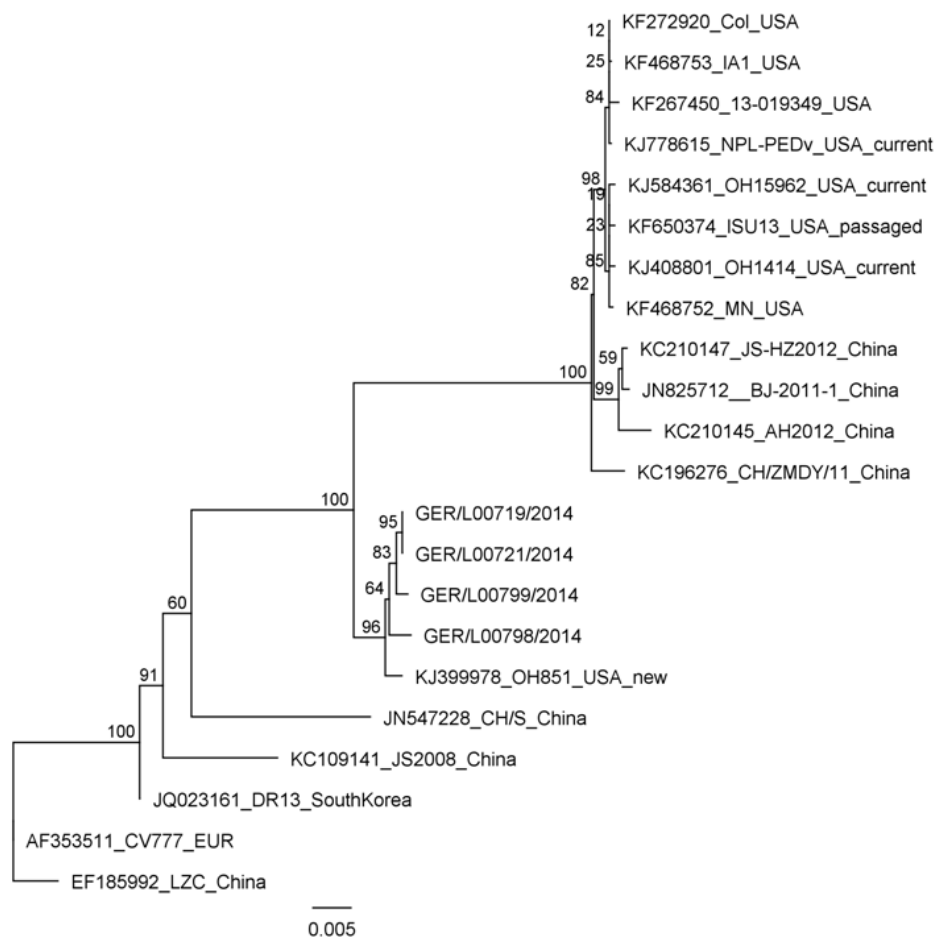 KF272920_Col_USA
12
25
KF468753_IA1_USA
84
KF267450_13-019349_USA
KJ778615_NPL-PEDv_USA_current
98
KJ584361_OH15962_USA_current
19
23
KF650374_ISU13_USA_passaged
85
KJ408801_OH1414_USA_current
82
KF468752_MN_USA
59
KC210147_JS-HZ2012_China
100
99
JN825712__BJ-2011-1_China
KC210145_AH2012_China
KC196276_CH/ZMDY/11_China
100
GER/L00719/2014
95
83
GER/L00721/2014
64
GER/L00799/2014
60
96
GER/L00798/2014
91
KJ399978_OH851_USA_new
JN547228_CH/S_China
100
KC109141_JS2008_China
JQ023161_DR13_SouthKorea
AF353511_CV777_EUR
EF185992_LZC_China
0.005